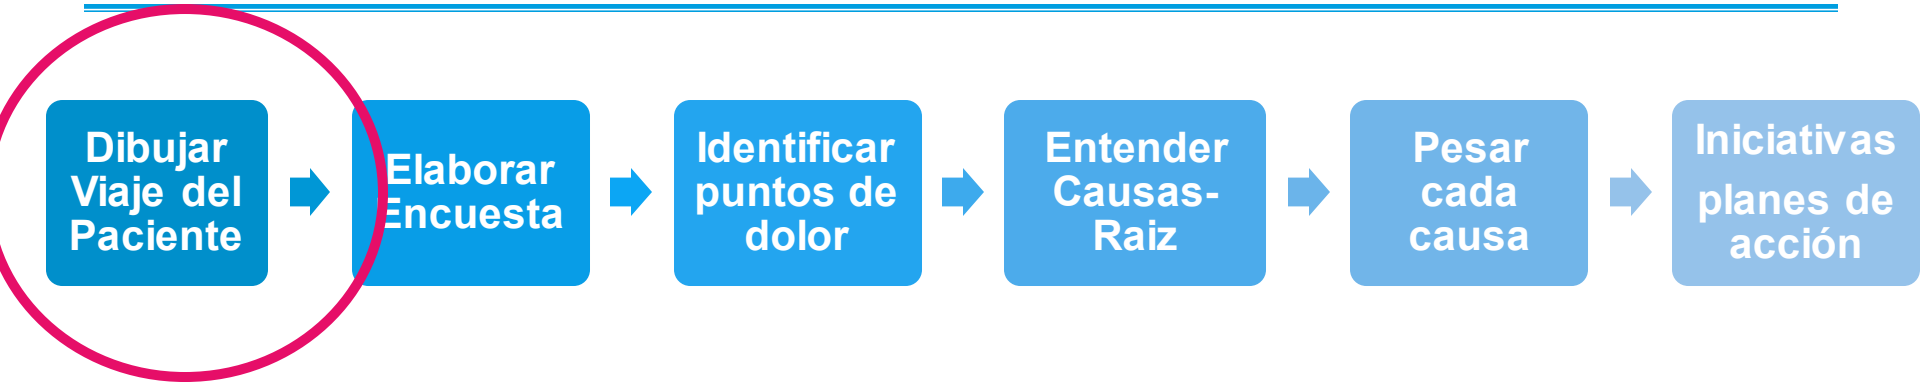 Dibujar
Viaje del
Paciente
Elaborar
Encuesta
Identificar
puntos de
dolor
Entender
Causas-
Raiz
Pesar
cada
causa
Iniciativas
planes de
acción